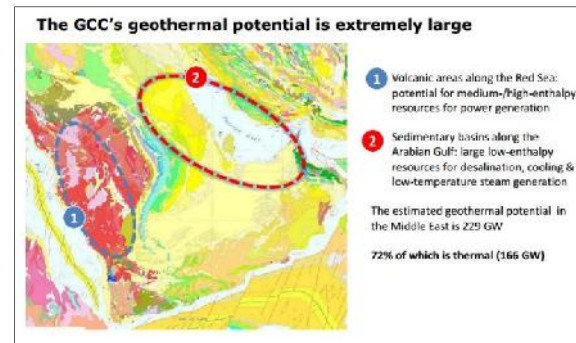 The GCC's geothermal potential is extremely large
2
1
1
Volcanic areas along the Red Sea:
potential for medium-/high-enthalpy
resources for power generation
2
Sedimentary basins along the
Arabian Gulf: large low-enthalpy
resources for desalination, cooling &
low-temperature steam generation
The estimated geothermal potential in
the Middle East is 229 GW
72% of which is thermal (166 GW)